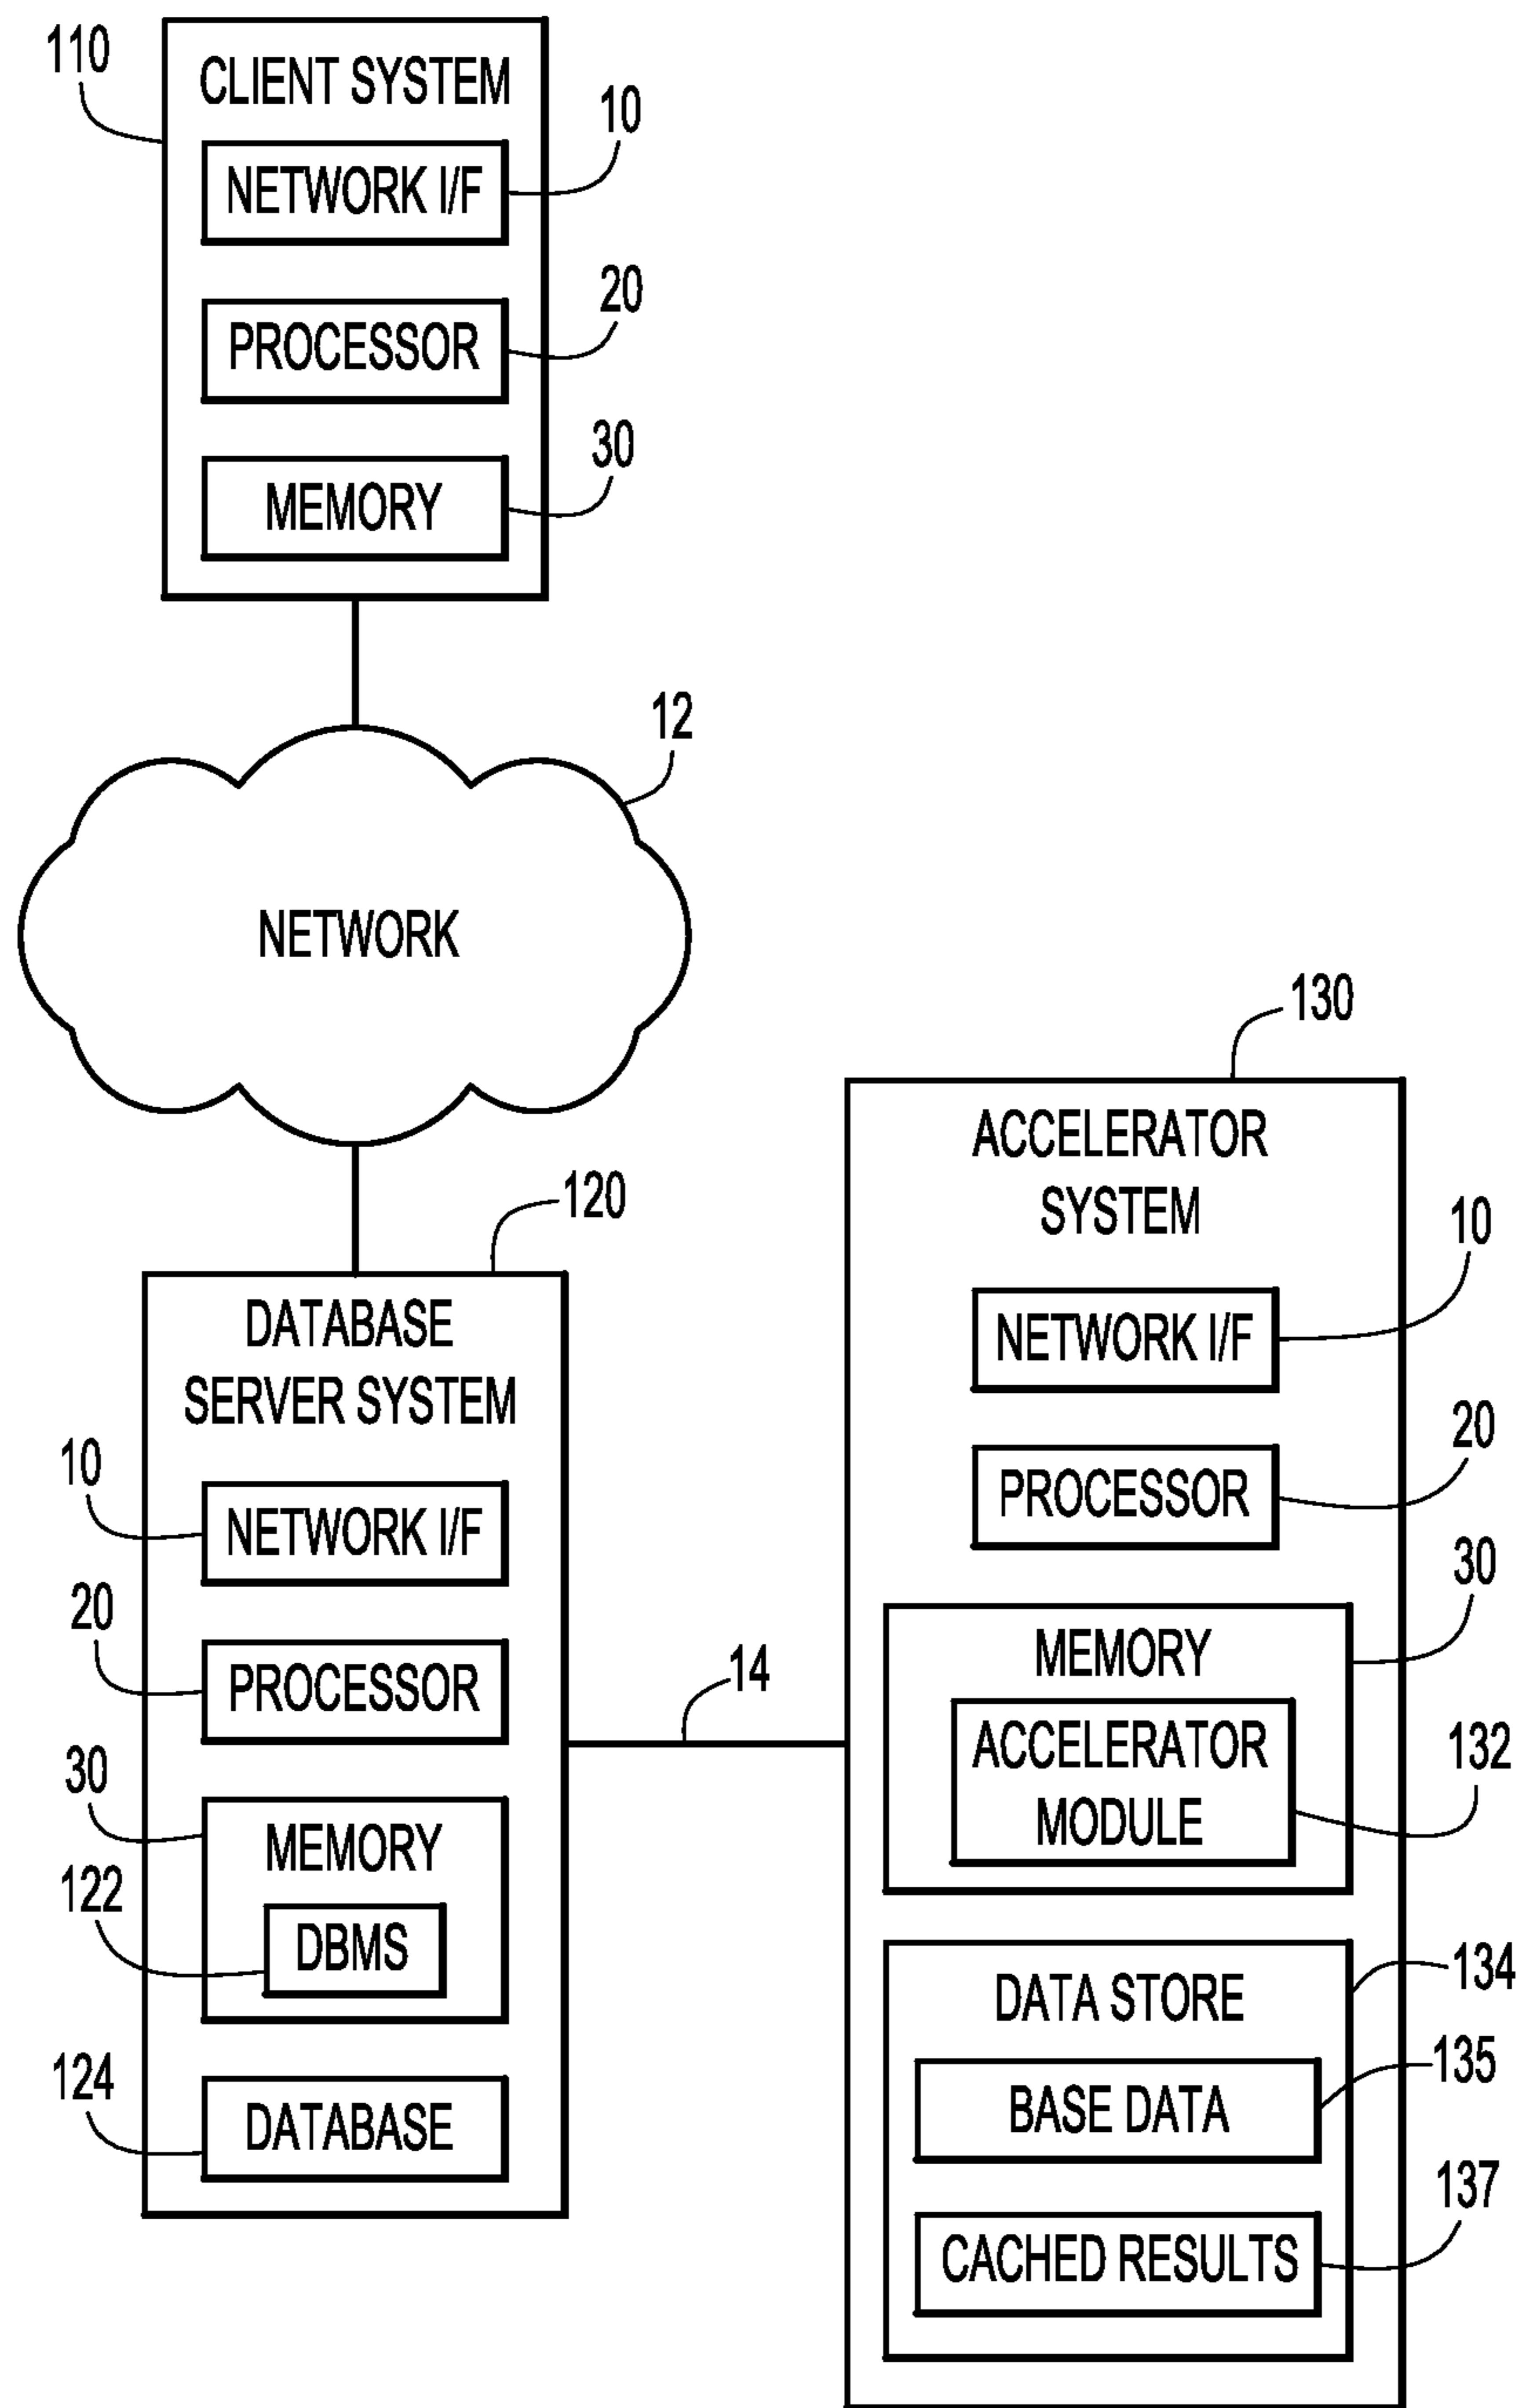 110
CLIENT SYSTEM
10
NETWORK I/F
20
PROCESSOR
30
MEMORY
12
NETWORK
120
DATABASE
SERVER SYSTEM
10
NETWORK I/F
20
PROCESSOR
30
MEMORY
122
DBMS
124
DATABASE
14
130
ACCELERATOR
SYSTEM
10
NETWORK I/F
20
PROCESSOR
30
MEMORY
ACCELERATOR
MODULE
132
DATA STORE
134
BASE DATA
135
CACHED RESULTS
137